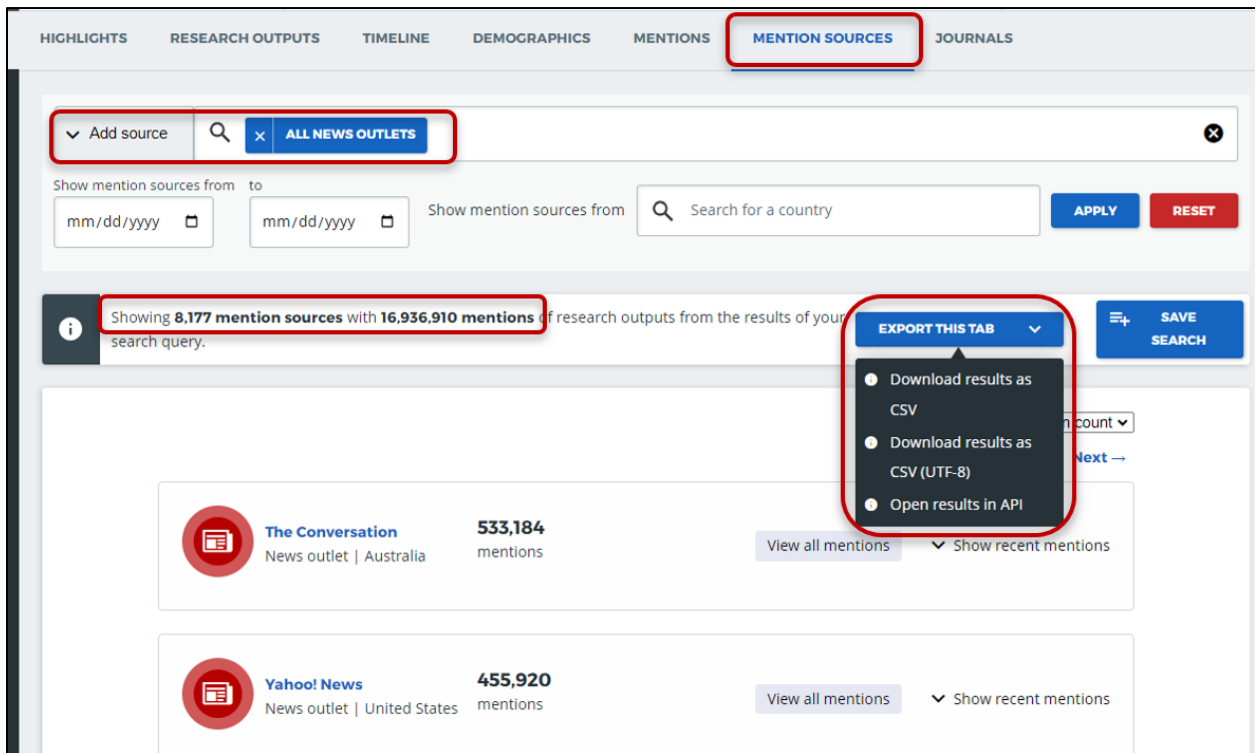 HIGHLIGHTS RESEARCH OUTPUTS TIMELINE DEMOGRAPHICS MENTIONS MENTION SOURCES JOURNALS
Add source × ALL NEWS OUTLETS
Show mention sources from to
mm/dd/yyyy mm/dd/yyyy Show mention sources from Search for a country APPLY RESET
Showing 8,177 mention sources with 16,936,910 mentions of research outputs from the results of your
search query.
EXPORT THIS TAB
SAVE
SEARCH
Download results as
CSV
Download results as
CSV (UTF-8)
Open results in API
count
Next →
The Conversation
News outlet | Australia
533,184
mentions
View all mentions Show recent mentions
Yahoo! News
News outlet | United States
455,920
mentions
View all mentions Show recent mentions